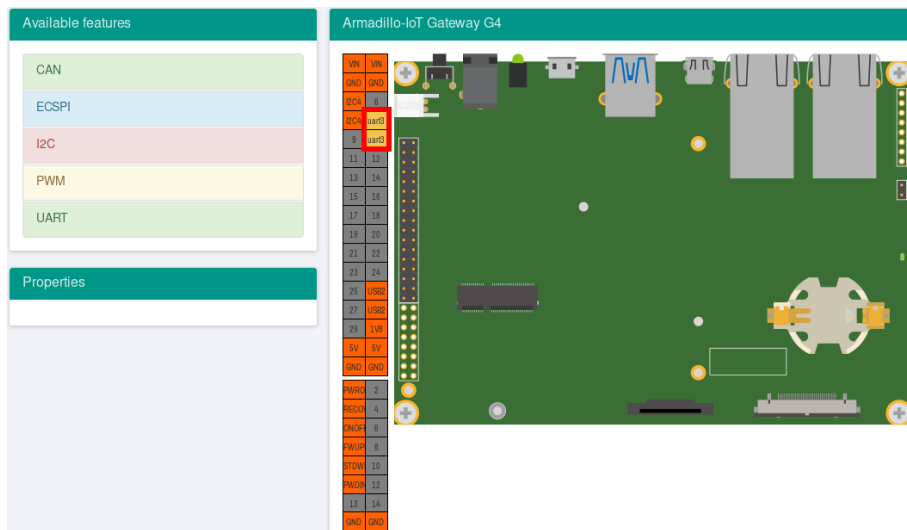 Available features
CAN
ECSPI
I2C
PWM
UART
Properties
Armadillo-IoT Gateway G4
VIN VIN
GND GND
I2C4 6
I2C4 uart3
9 uart3
11 12
13 14
15 16
17 18
19 20
21 22
23 24
25 USB2
27 USB2
29 1V8
5V 5V
GND GND
PWRO 2
RECO 4
ONOFF 6
FWUP 8
STDW 10
PWDIN 12
13 14
GND GND